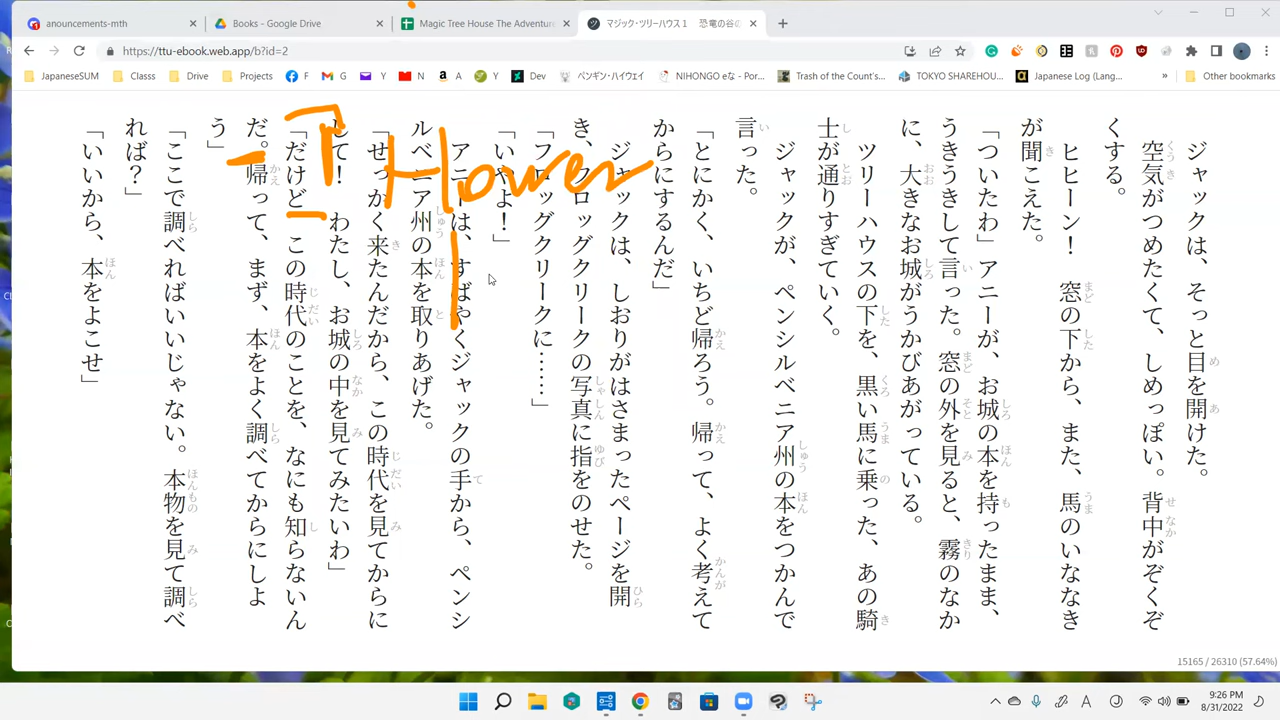 anouncements-mth
Books - Google Drive
Magic Tree House The Adventure
マジック・ツリーハウス 1 恐竜の谷の
https://ttu-ebook.web.app/b?id=2
JapaneseSUM
Classs
Drive
Projects
F
G
Y
N
A
Y
Dev
ペンギン・ハイウェイ
NIHONGO eな - Por...
Trash of the Count's...
TOKYO SHAREHOU...
Japanese Log (Lang...
»
Other bookmarks
ジャックは、そっと目を開けた。
空気がつめたくて、しめっぽい。背中がぞくぞ
くする。
ヒヒーン！ 窓の下から、また、馬のいななき
が聞こえた。
「ついたわ」アニーが、お城の本を持ったまま、
うきうきして言った。窓の外を見ると、霧のなか
に、大きなお城がうかびあがっている。
ツリーハウスの下を、黒い馬に乗った、あの騎
士が通りすぎていく。
ジャックが、ペンシルベニア州の本をつかんで
言った。
「とにかく、いちど帰ろう。帰って、よく考えて
からにするんだ」
ジャックは、しおりがはさまったページを開
き、フロッグクリークの写真に指をのせた。
「フロッグクリークに……」
「いやよ！」
アニーは、すばやくジャックの手から、ペンシ
ルベニア州の本を取りあげた。
「せっかく来たんだから、この時代を見てからに
して！ わたし、お城の中を見てみたいわ」
「だけど、この時代のことを、なにも知らないん
だ。帰って、まず、本をよく調べてからにしよ
う」
「ここで調べればいいじゃない。本物を見て調べ
れば？」
「いいから、本をよこせ」
However
15165 / 26310 (57.64%)
9:26 PM
8/31/2022